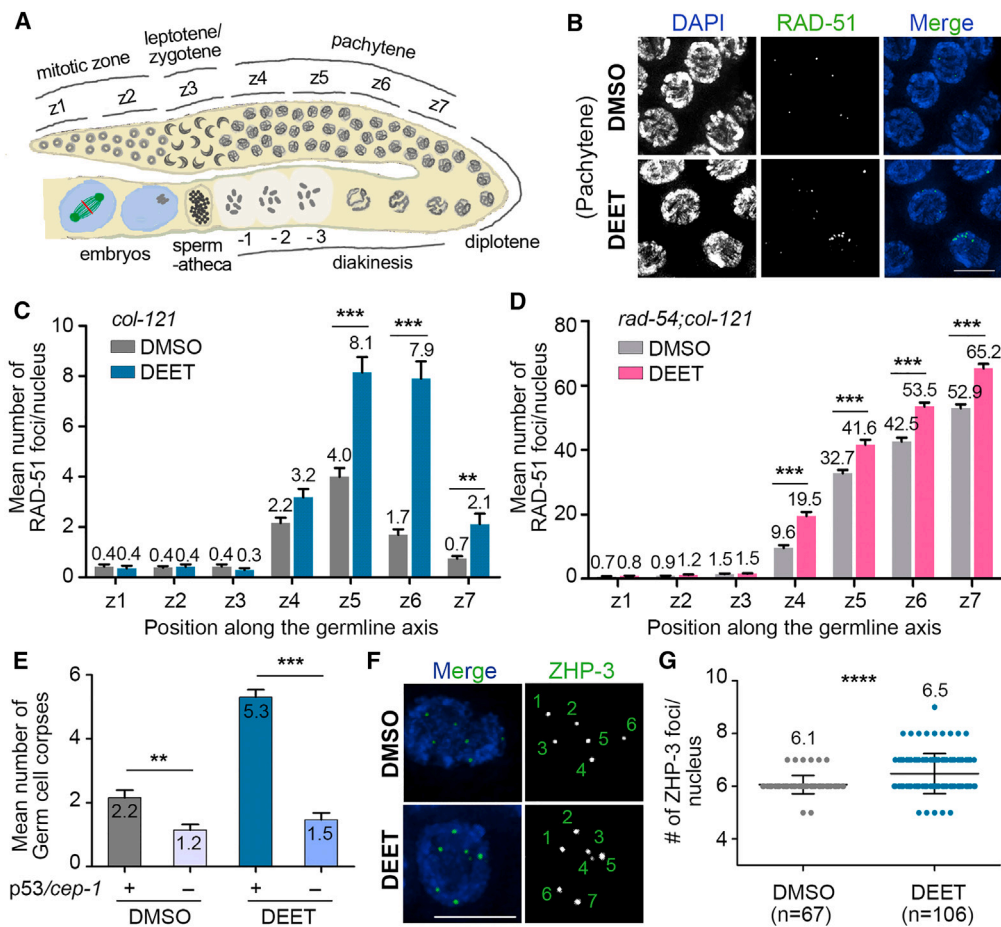 A
mitotic zone
leptotene/
zygotene
pachytene
z1
z2
z3
z4
z5
z6
z7
embryos
sperm
-atheca
-1
-2
-3
diakinesis
diplotene
B
DAPI
RAD-51
Merge
(Pachytene)
DMSO
DEET
C
col-121
DMSO
DEET
Mean number of
RAD-51 foci/nucleus
10
8
6
4
2
0
0.4 0.4
0.4 0.4
0.4 0.3
2.2 3.2
4.0 *** 8.1
1.7 *** 7.9
0.7 ** 2.1
z1 z2 z3 z4 z5 z6 z7
Position along the germline axis
D
rad-54;col-121
DMSO
DEET
Mean number of
RAD-51 foci/nucleus
80
60
40
20
0
0.7 0.8
0.9 1.2
1.5 1.5
9.6 *** 19.5
32.7 *** 41.6
42.5 *** 53.5
52.9 *** 65.2
z1 z2 z3 z4 z5 z6 z7
Position along the germline axis
E
Mean number of
Germ cell corpses
6
4
2
0
** ***
2.2 1.2 5.3 1.5
p53/cep-1 + – + –
DMSO DEET
F
Merge ZHP-3
DMSO
1
2
3
4
5
6
DEET
1
2
3
4
5
6
7
G
# of ZHP-3 foci/
nucleus
10
8
6
4
****
6.1
6.5
DMSO
(n=67)
DEET
(n=106)